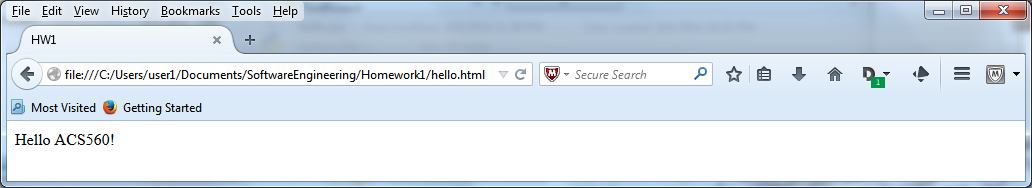 File Edit View History Bookmarks Tools Help
HW1
file:///C:/Users/user1/Documents/SoftwareEngineering/Homework1/hello.html Secure Search D 1
Most Visited Getting Started
Hello ACS560!